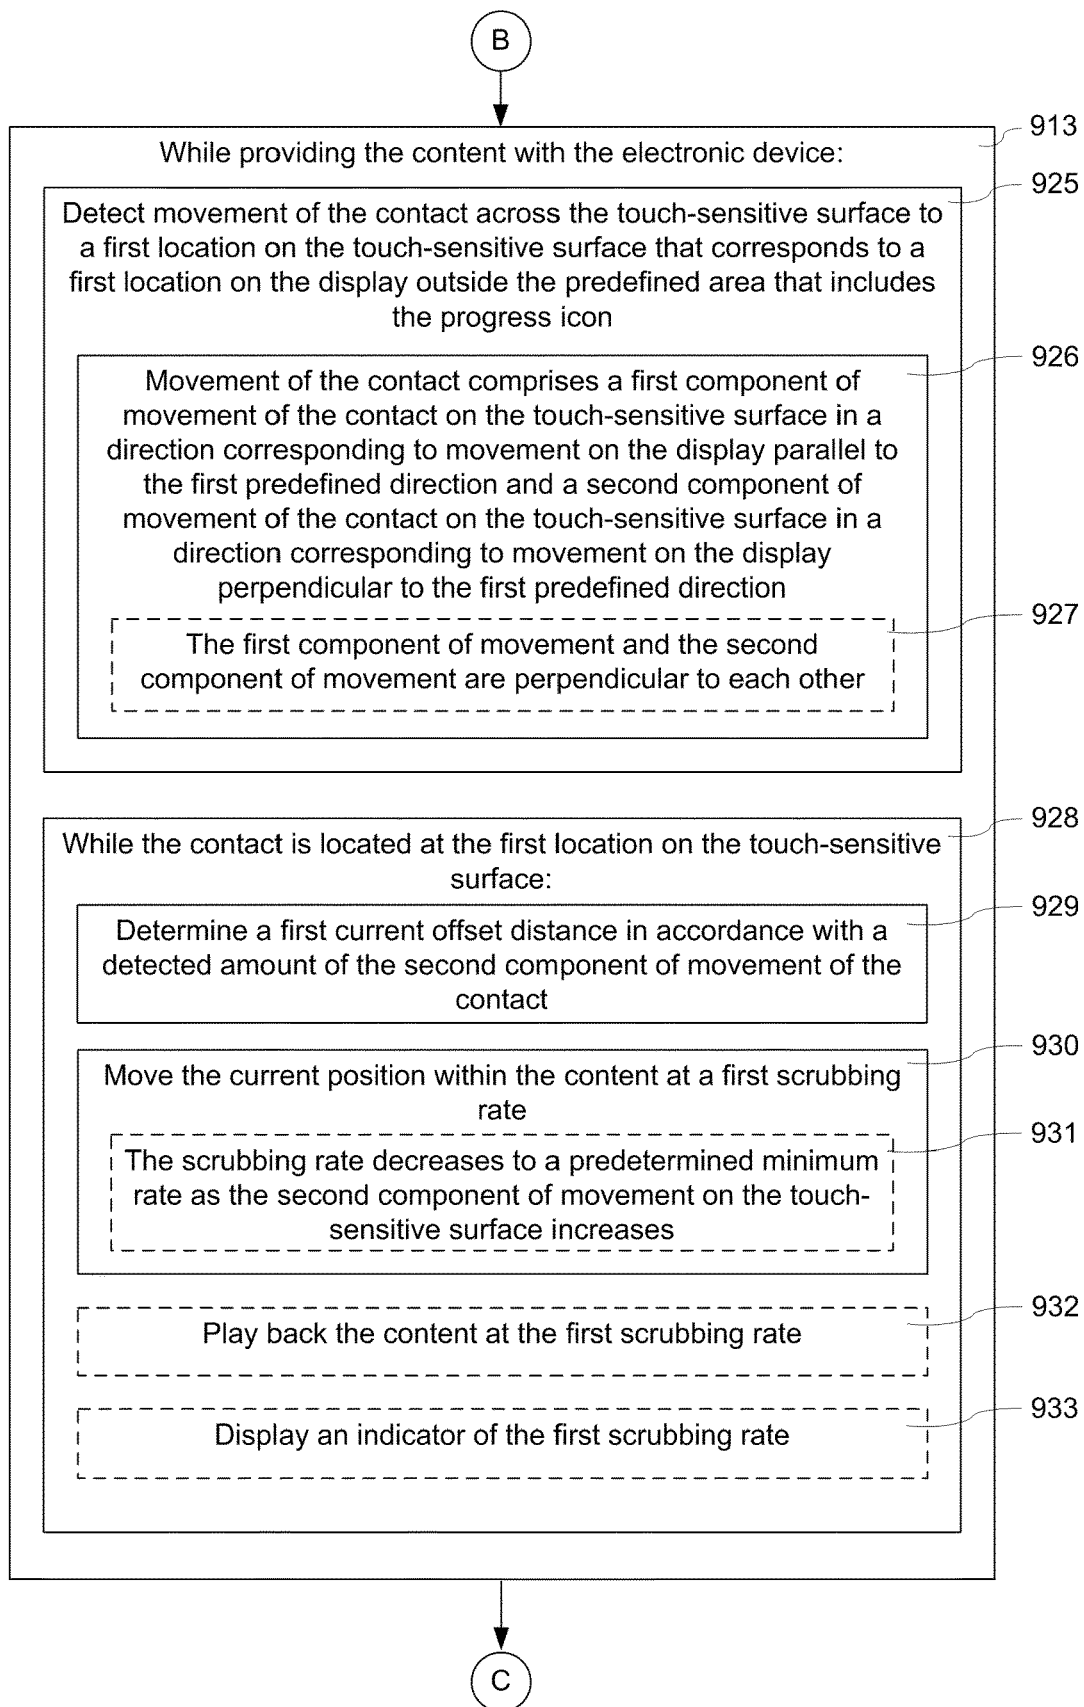 B
913
While providing the content with the electronic device:
925
Detect movement of the contact across the touch-sensitive surface to
a first location on the touch-sensitive surface that corresponds to a
first location on the display outside the predefined area that includes
the progress icon
926
Movement of the contact comprises a first component of
movement of the contact on the touch-sensitive surface in a
direction corresponding to movement on the display parallel to
the first predefined direction and a second component of
movement of the contact on the touch-sensitive surface in a
direction corresponding to movement on the display
perpendicular to the first predefined direction
927
The first component of movement and the second
component of movement are perpendicular to each other
928
While the contact is located at the first location on the touch-sensitive
surface:
929
Determine a first current offset distance in accordance with a
detected amount of the second component of movement of the
contact
930
Move the current position within the content at a first scrubbing
rate
931
The scrubbing rate decreases to a predetermined minimum
rate as the second component of movement on the touch-
sensitive surface increases
932
Play back the content at the first scrubbing rate
933
Display an indicator of the first scrubbing rate
C